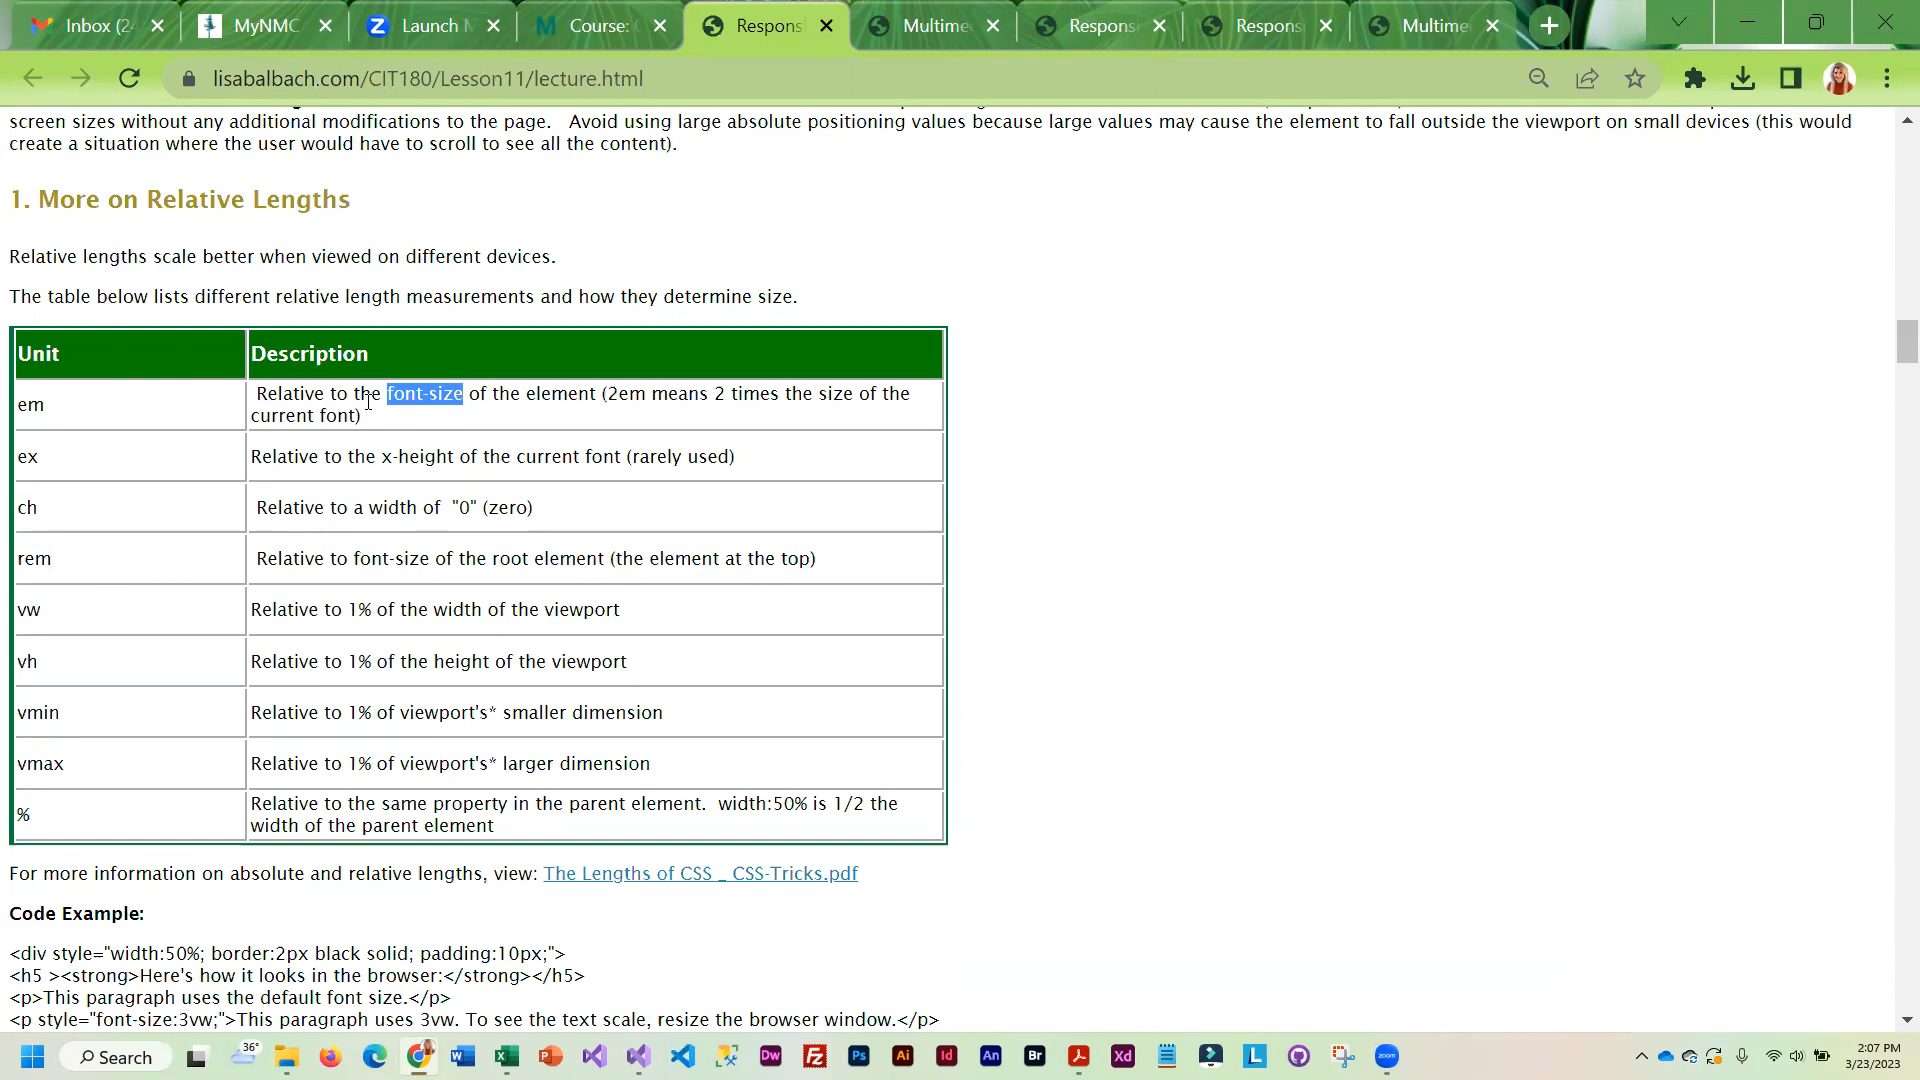 Inbox (2
MyNMC
Launch M
Course:
Respons
Multime
Respons
Respons
Multime
lisabalbach.com/CIT180/Lesson11/lecture.html
screen sizes without any additional modifications to the page.   Avoid using large absolute positioning values because large values may cause the element to fall outside the viewport on small devices (this would
create a situation where the user would have to scroll to see all the content).
1. More on Relative Lengths
Relative lengths scale better when viewed on different devices.
The table below lists different relative length measurements and how they determine size.
Unit
Description
em
Relative to the font-size of the element (2em means 2 times the size of the
current font)
ex
Relative to the x-height of the current font (rarely used)
ch
Relative to a width of  "0" (zero)
rem
Relative to font-size of the root element (the element at the top)
vw
Relative to 1% of the width of the viewport
vh
Relative to 1% of the height of the viewport
vmin
Relative to 1% of viewport's* smaller dimension
vmax
Relative to 1% of viewport's* larger dimension
%
Relative to the same property in the parent element.  width:50% is 1/2 the
width of the parent element
For more information on absolute and relative lengths, view: The Lengths of CSS _ CSS-Tricks.pdf
Code Example:
<div style="width:50%; border:2px black solid; padding:10px;">
<h5 ><strong>Here's how it looks in the browser:</strong></h5>
<p>This paragraph uses the default font size.</p>
<p style="font-size:3vw;">This paragraph uses 3vw. To see the text scale, resize the browser window.</p>
Search
36°
Dw
Fz
Ps
Ai
Id
An
Br
Xd
L
zoom
2:07 PM
3/23/2023